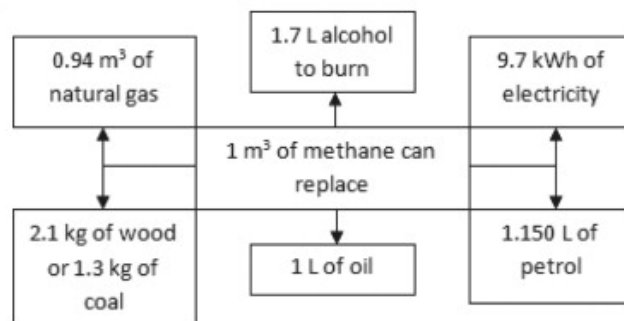 0.94 m³ of
natural gas
1.7 L alcohol
to burn
9.7 kWh of
electricity
1 m³ of methane can
replace
2.1 kg of wood
or 1.3 kg of
coal
1 L of oil
1.150 L of
petrol